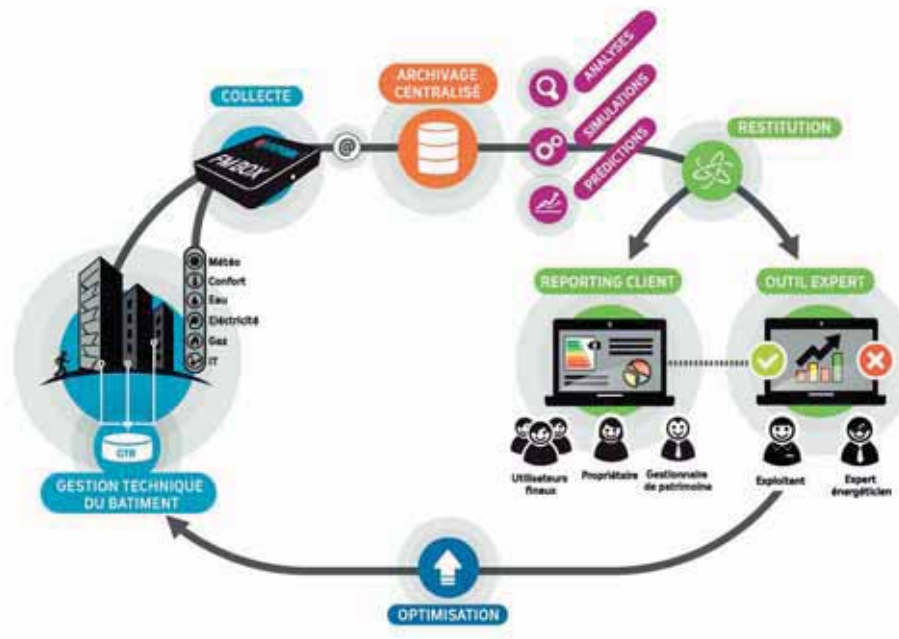 COLLECTE
ARCHIVAGE
CENTRALISÉ
ANALYSES
SIMULATIONS
PRÉDICTIONS
RESTITUTION
FM BOX
@
Météo
Confort
Eau
Eléctricité
Gaz
IT
GTB
GESTION TECHNIQUE
DU BATIMENT
REPORTING CLIENT
OUTIL EXPERT
Utilisateurs
finaux
Propriétaire
Gestionnaire
de patrimoine
Exploitant
Expert
énergéticien
OPTIMISATION